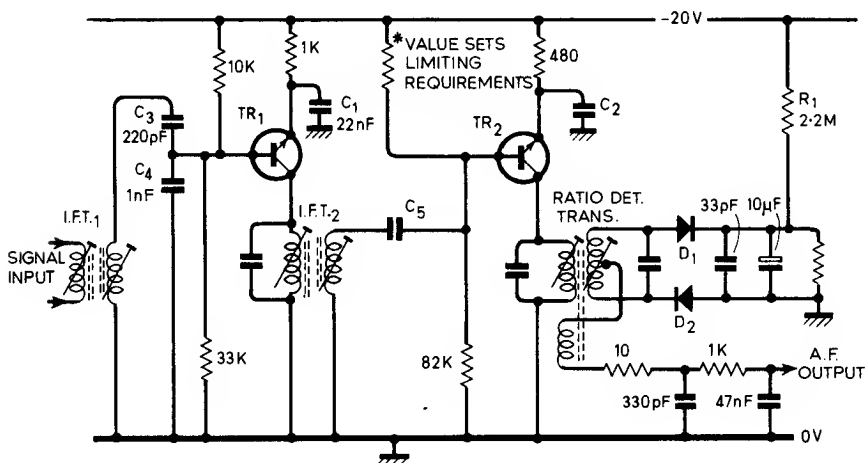 -20V
1K
*VALUE SETS
LIMITING
REQUIREMENTS
480
10K
C3
220pF
C4
1nF
TR1
C1
22nF
TR2
C2
R1
2·2M
I.F.T.1
SIGNAL
INPUT
I.F.T.2
C5
RATIO DET.
TRANS.
D1
33pF
10µF
D2
33K
82K
10
1K
A.F.
OUTPUT
330pF
47nF
0V